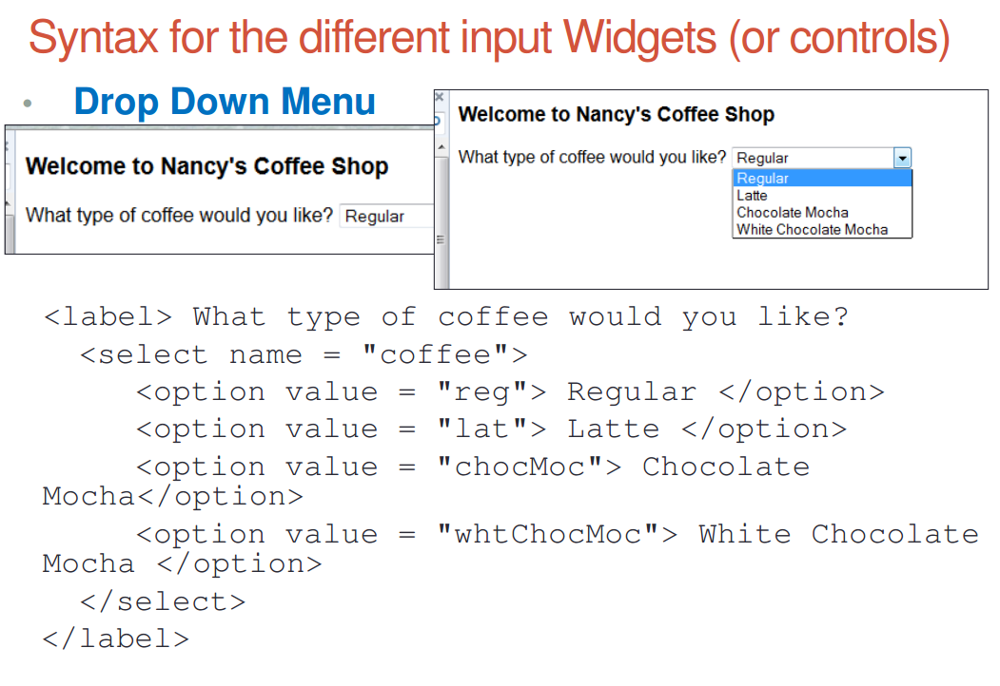 Syntax for the different input Widgets (or controls)
• Drop Down Menu
Welcome to Nancy's Coffee Shop
What type of coffee would you like? Regular
Welcome to Nancy's Coffee Shop
What type of coffee would you like? Regular
Regular
Latte
Chocolate Mocha
White Chocolate Mocha
<label> What type of coffee would you like?
<select name = "coffee">
<option value = "reg"> Regular </option>
<option value = "lat"> Latte </option>
<option value = "chocMoc"> Chocolate
Mocha</option>
<option value = "whtChocMoc"> White Chocolate
Mocha </option>
</select>
</label>